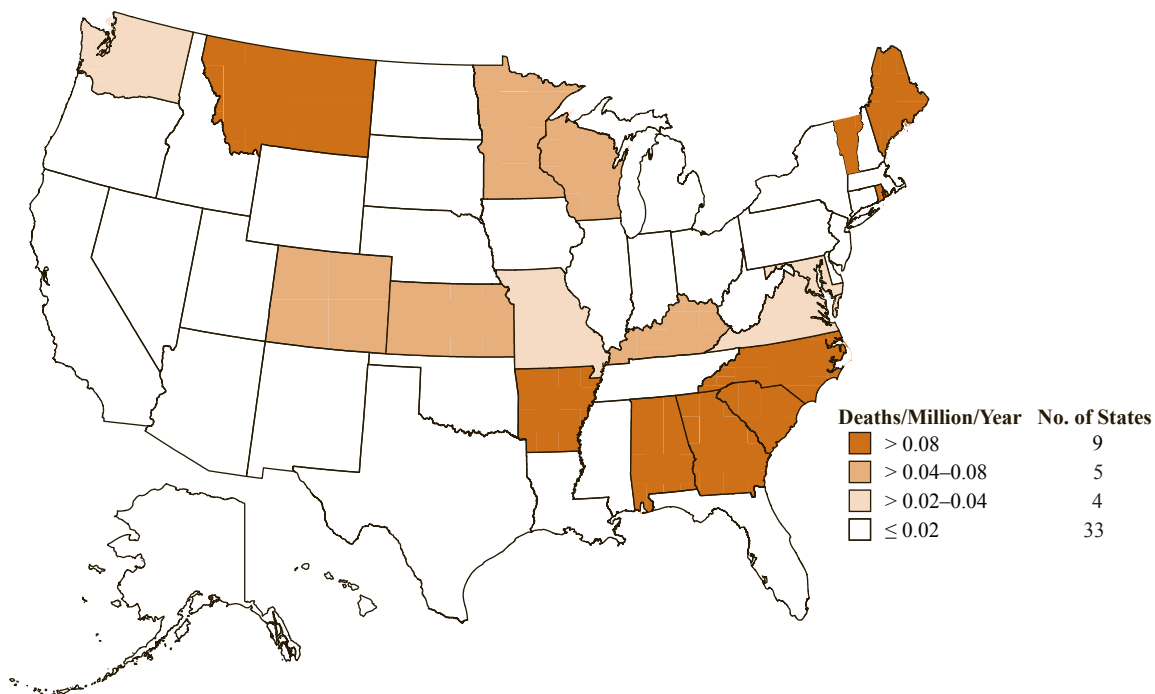 Deaths/Million/Year No. of States
> 0.08 9
> 0.04–0.08 5
> 0.02–0.04 4
≤ 0.02 33